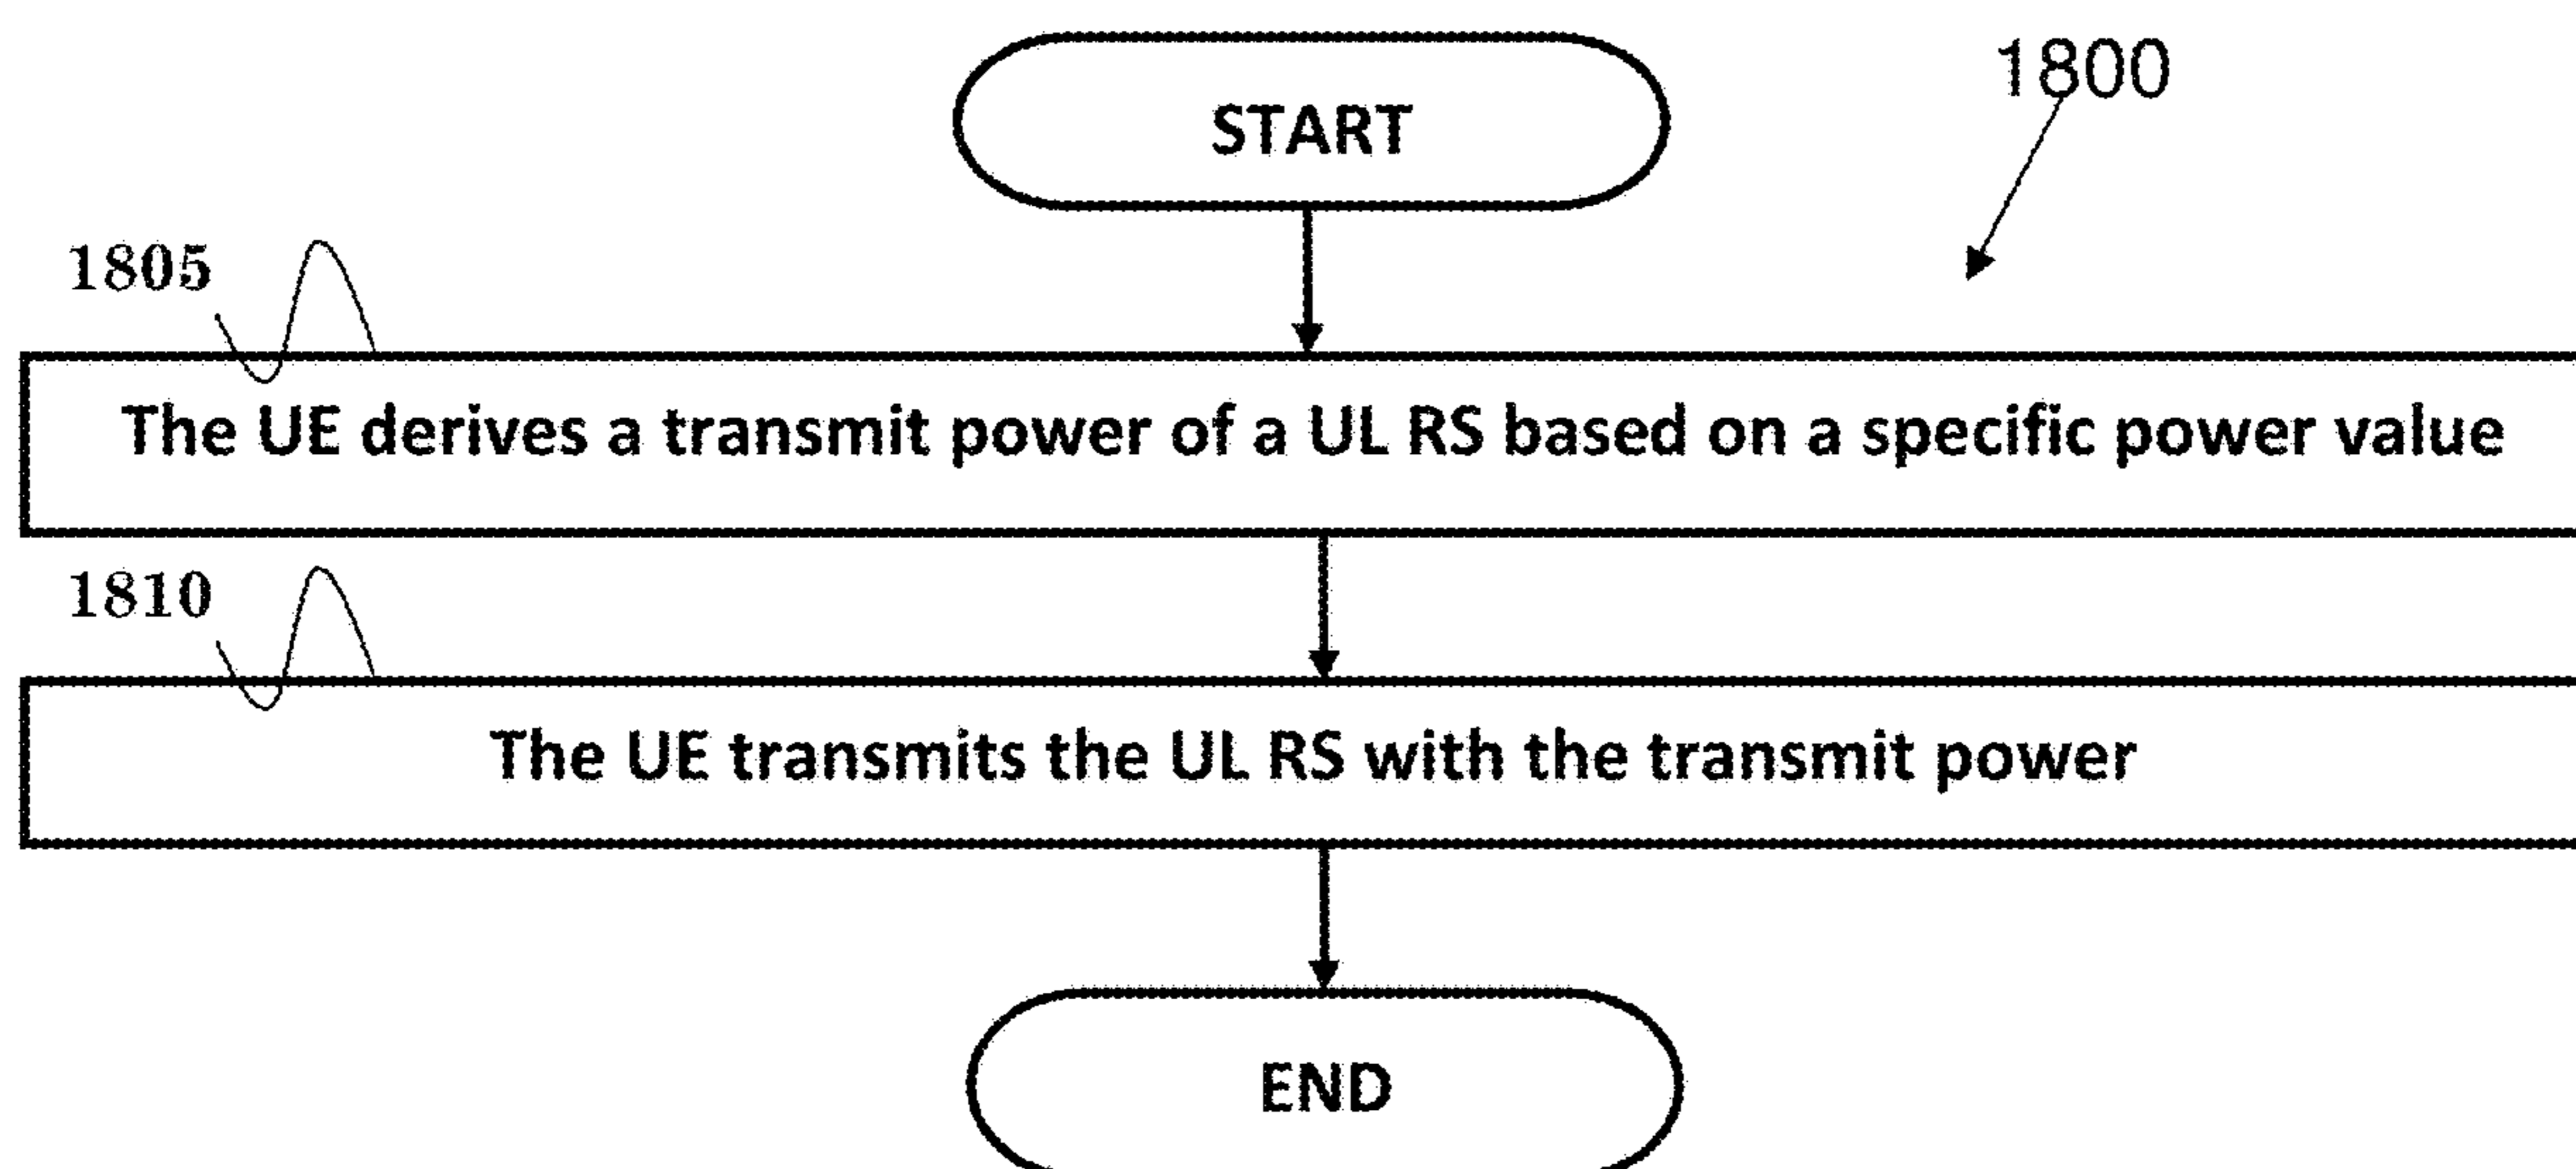 START
1800
1805
The UE derives a transmit power of a UL RS based on a specific power value
1810
The UE transmits the UL RS with the transmit power
END